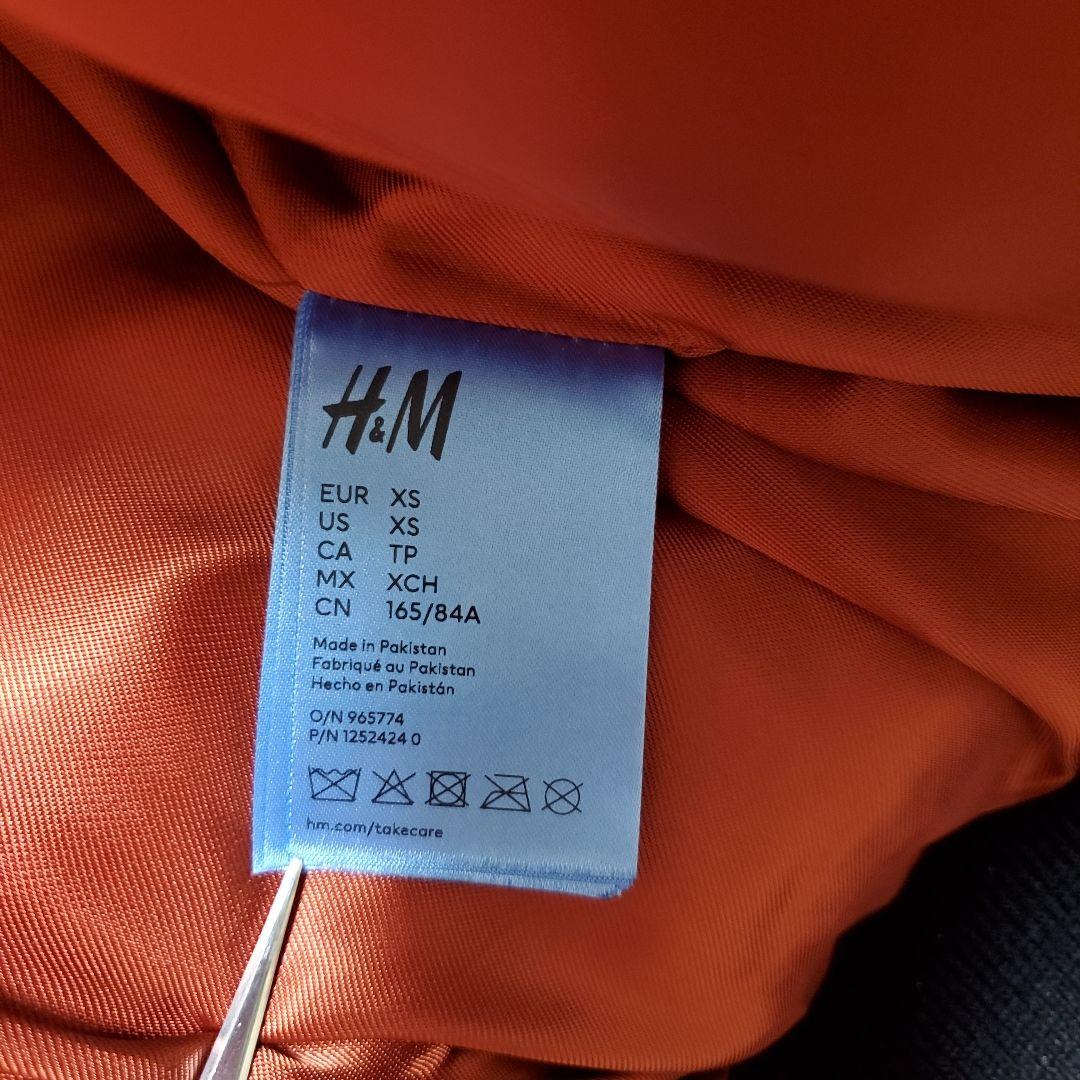 H&M
EUR XS
US XS
CA TP
MX XCH
CN 165/84A
Made in Pakistan
Fabriqué au Pakistan
Hecho en Pakistán
O/N 965774
P/N 1252424 0
hm.com/takecare